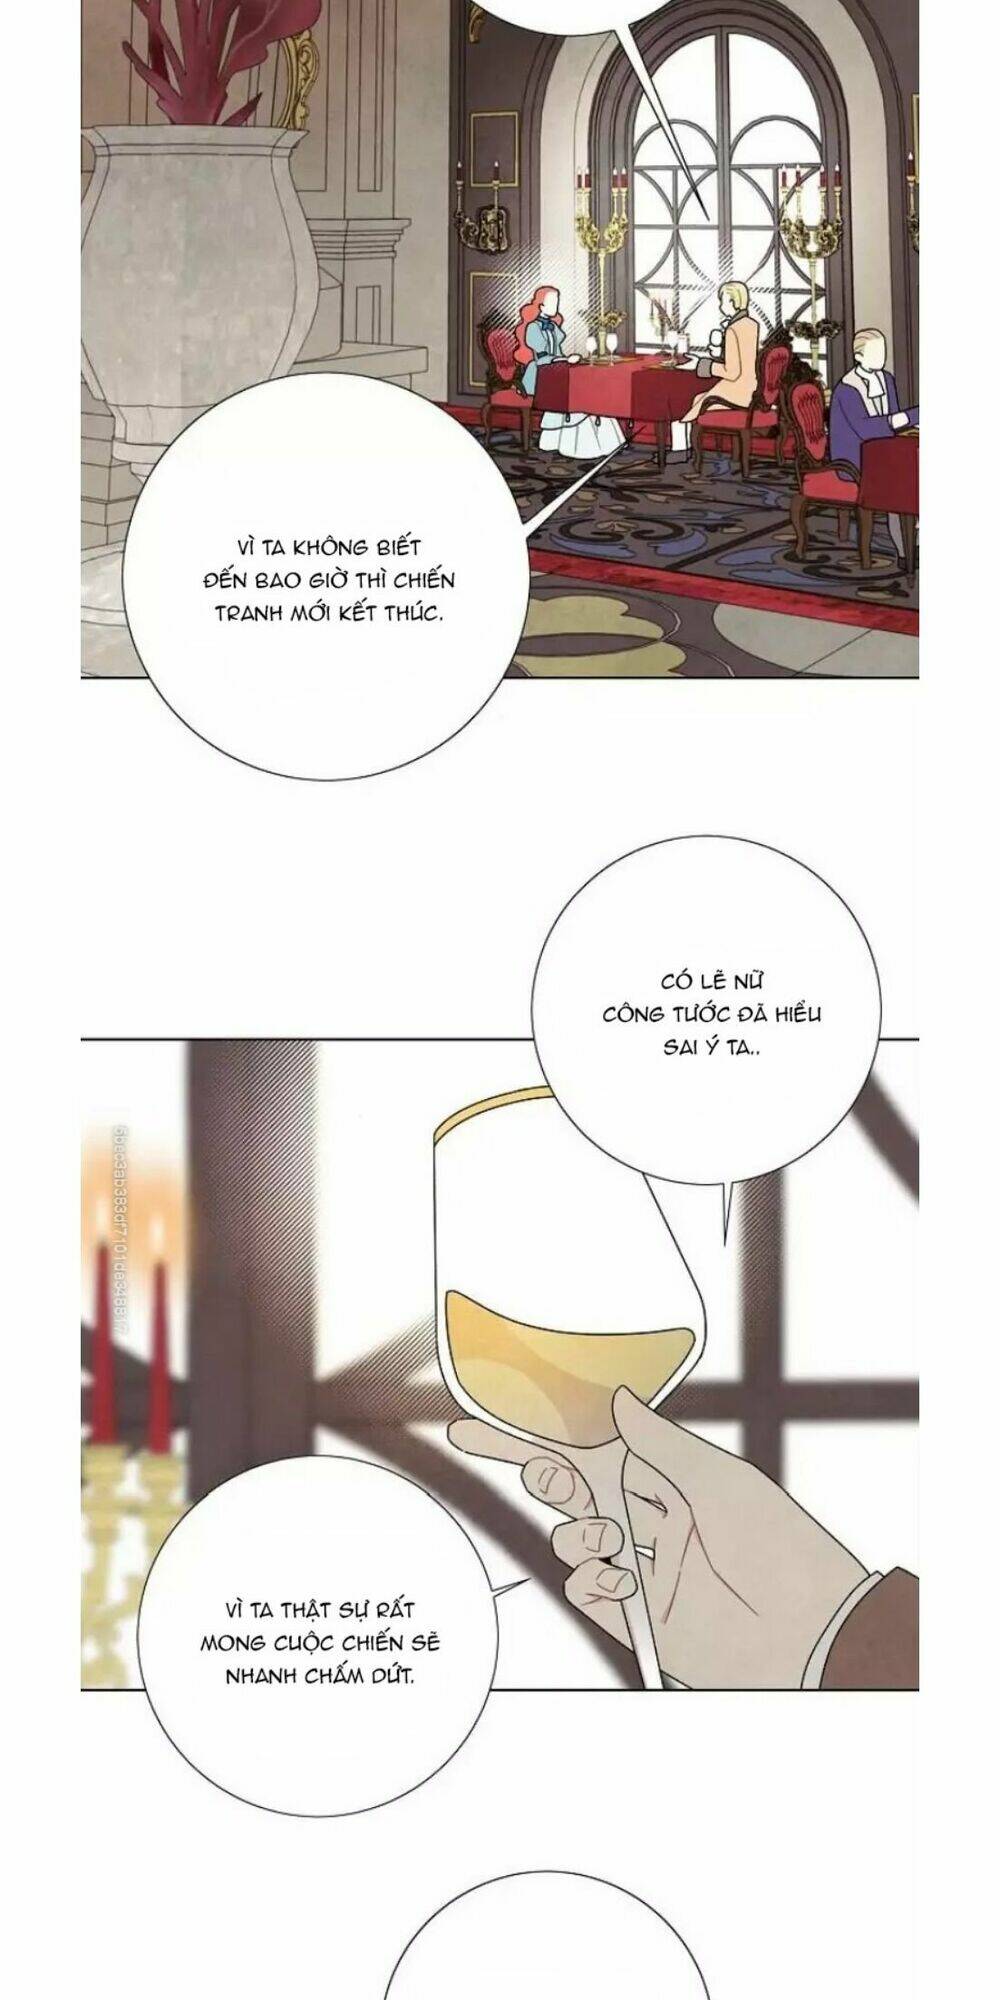 VÌ TA KHÔNG BIẾT
ĐẾN BAO GIỜ THÌ CHIẾN
TRANH MỚI KẾT THÚC.
CÓ LẼ NỮ
CÔNG TƯỚC ĐÃ HIỂU
SAI Ý TA..
VÌ TA THẬT SỰ RẤT
MONG CUỘC CHIẾN SẼ
NHANH CHẤM DỨT.